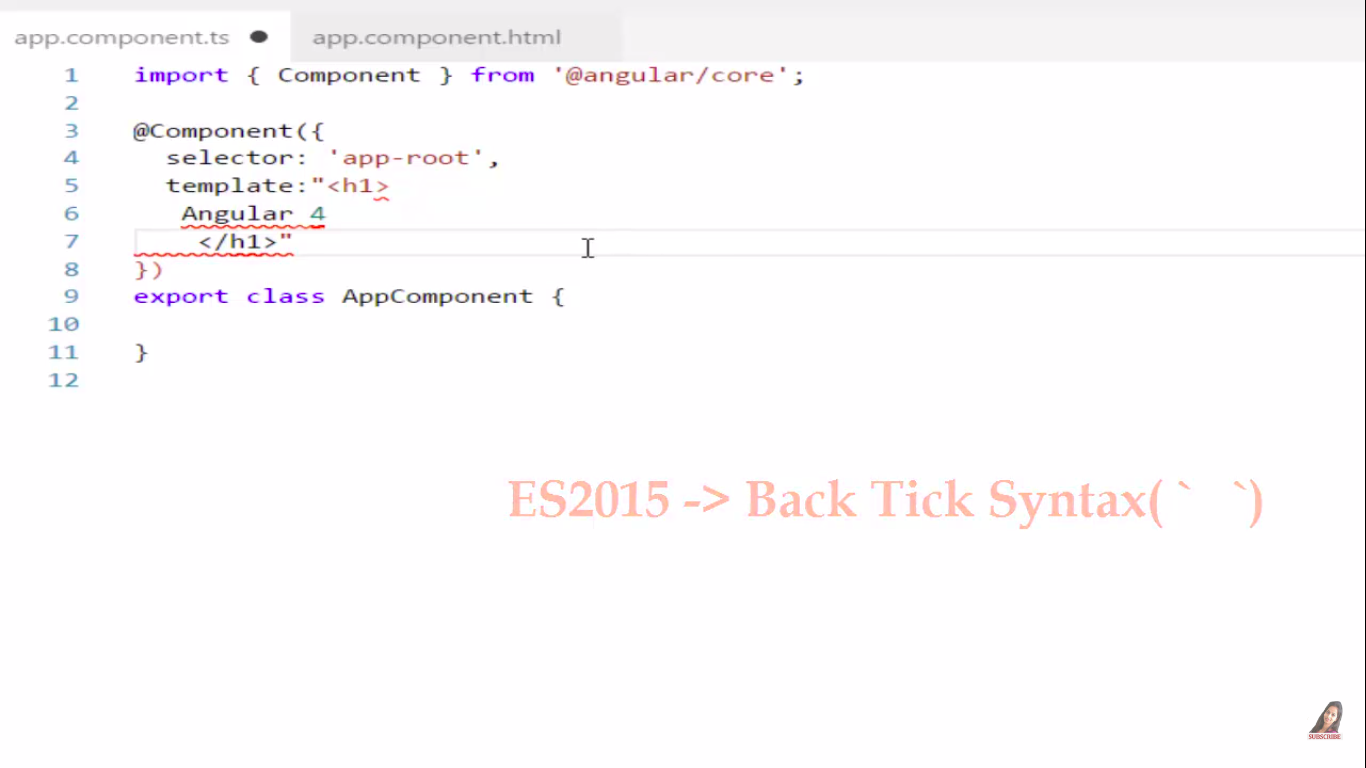 app.component.ts ● app.component.html
1 import { Component } from '@angular/core';
2
3 @Component({
4   selector: 'app-root',
5   template:"<h1>
6    Angular 4
7     </h1>"
8 })
9 export class AppComponent {
10
11 }
12
ES2015 -> Back Tick Syntax(` `)
SUBSCRIBE